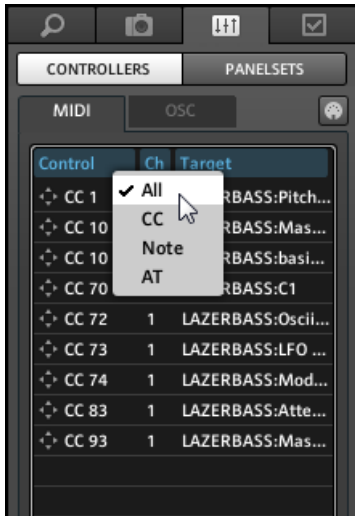 CONTROLLERS PANELSETS
MIDI OSC
Control Ch Target
All
CC
Note
AT
CC 1 RBASS:Pitch...
CC 10 RBASS:Mas...
CC 10 RBASS:basi...
CC 70 RBASS:C1
CC 72 1 LAZERBASS:Oscii...
CC 73 1 LAZERBASS:LFO ...
CC 74 1 LAZERBASS:Mod...
CC 83 1 LAZERBASS:Atte...
CC 93 1 LAZERBASS:Mas...